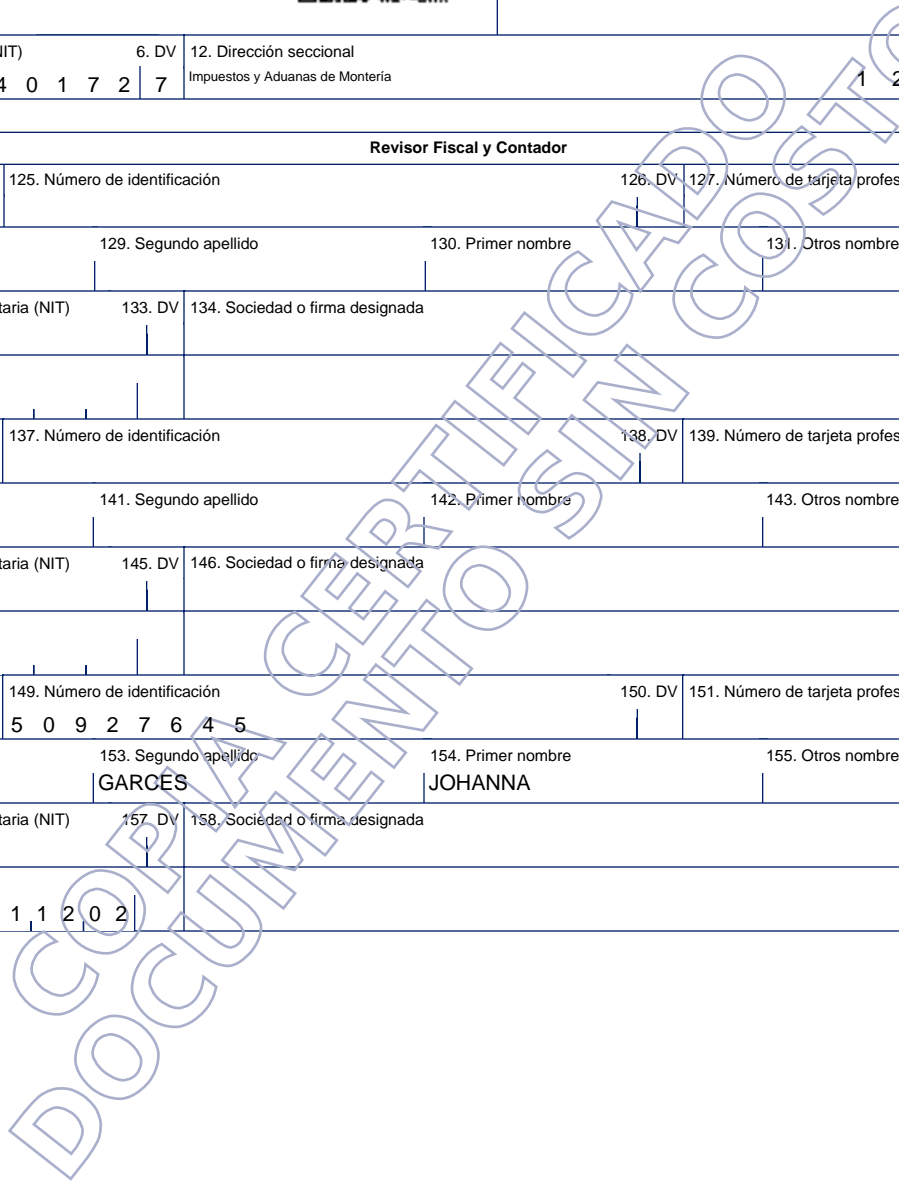 NIT) 6. DV 12. Dirección seccional
4 0 1 7 2 7 Impuestos y Aduanas de Montería 1 2
Revisor Fiscal y Contador
125. Número de identificación 126. DV 127. Número de tarjeta profes
129. Segundo apellido 130. Primer nombre 131. Otros nombre
taria (NIT) 133. DV 134. Sociedad o firma designada
137. Número de identificación 138. DV 139. Número de tarjeta profes
141. Segundo apellido 142. Primer nombre 143. Otros nombre
taria (NIT) 145. DV 146. Sociedad o firma designada
149. Número de identificación 150. DV 151. Número de tarjeta profes
5 0 9 2 7 6 4 5
153. Segundo apellido 154. Primer nombre 155. Otros nombre
GARCES JOHANNA
taria (NIT) 157. DV 158. Sociedad o firma designada
1 1 2 0 2
COPIA CERTIFICADO
DOCUMENTO SIN COSTO